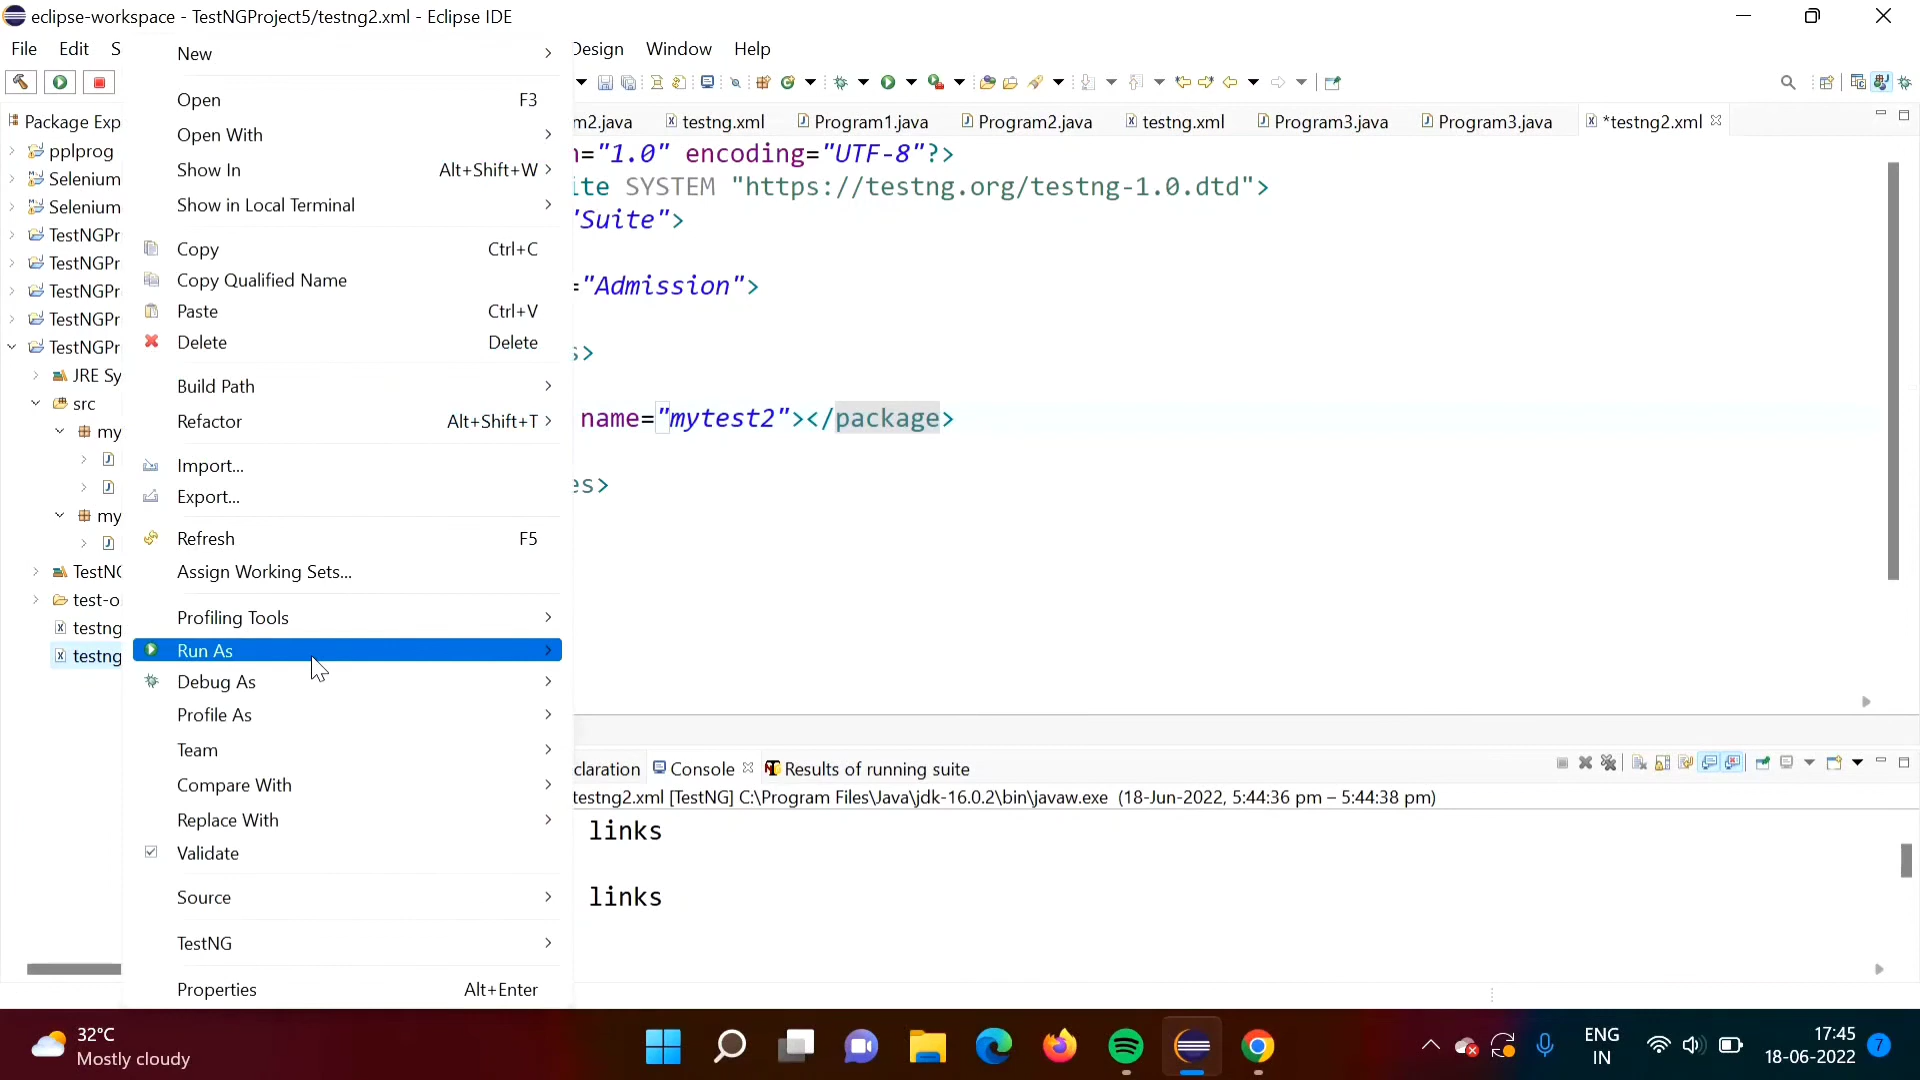 eclipse-workspace - TestNGProject5/testng2.xml - Eclipse IDE
File Edit S Design Window Help
Package Exp
pplprog
Selenium
Selenium
TestNGPr
TestNGPr
TestNGPr
TestNGPr
TestNGPr
JRE Sy
src
my
my
TestNG
test-o
testng
testng
New
Open F3
Open With
Show In Alt+Shift+W
Show in Local Terminal
Copy Ctrl+C
Copy Qualified Name
Paste Ctrl+V
Delete Delete
Build Path
Refactor Alt+Shift+T
Import...
Export...
Refresh F5
Assign Working Sets...
Profiling Tools
Run As
Debug As
Profile As
Team
Compare With
Replace With
Validate
Source
TestNG
Properties Alt+Enter
m2.java testng.xml Program1.java Program2.java testng.xml Program3.java Program3.java *testng2.xml
="1.0" encoding="UTF-8"?>
ite SYSTEM "https://testng.org/testng-1.0.dtd">
"Suite">
="Admission">
s>
name="mytest2"></package>
es>
claration Console Results of running suite
testng2.xml [TestNG] C:\Program Files\Java\jdk-16.0.2\bin\javaw.exe (18-Jun-2022, 5:44:36 pm – 5:44:38 pm)
links
links
32°C
Mostly cloudy
ENG
IN
17:45
18-06-2022
7